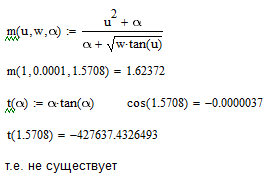 m(u,w,α) := (u² + α) / (α + √(w·tan(u)))
m(1,0.0001,1.5708) = 1.62372
t(α) := α·tan(α) cos(1.5708) = −0.0000037
t(1.5708) = −427637.4326493
т.е. не существует